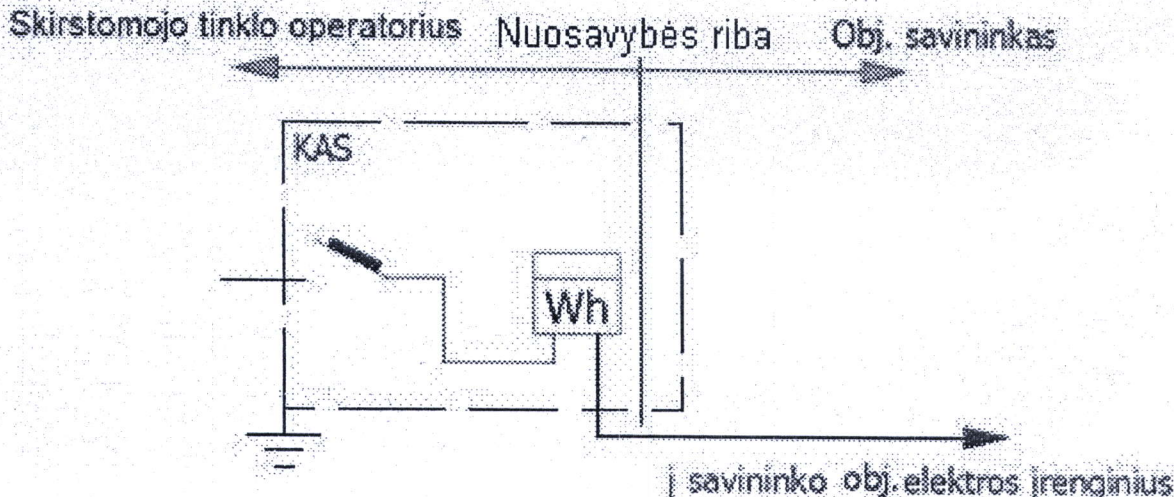 Skirstomojo tinklo operatorius Nuosavybės riba Obj. savininkas
KAS
Wh
į savininko obj. elektros įrenginius